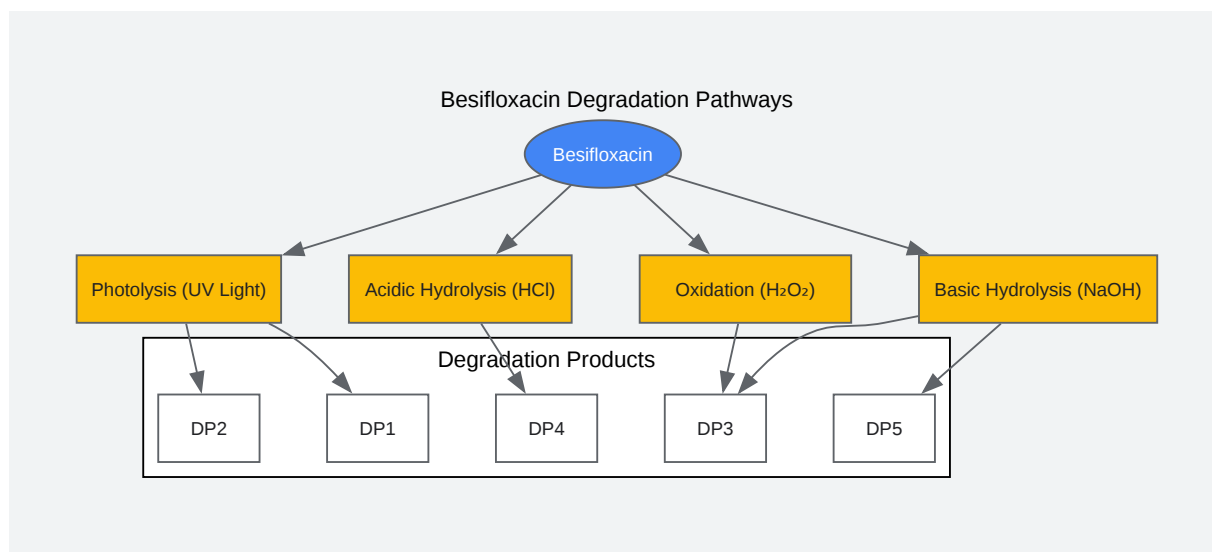 Besifloxacin Degradation Pathways
Besifloxacin
Photolysis (UV Light)
Acidic Hydrolysis (HCl)
Oxidation (H₂O₂)
Basic Hydrolysis (NaOH)
Degradation Products
DP2
DP1
DP4
DP3
DP5